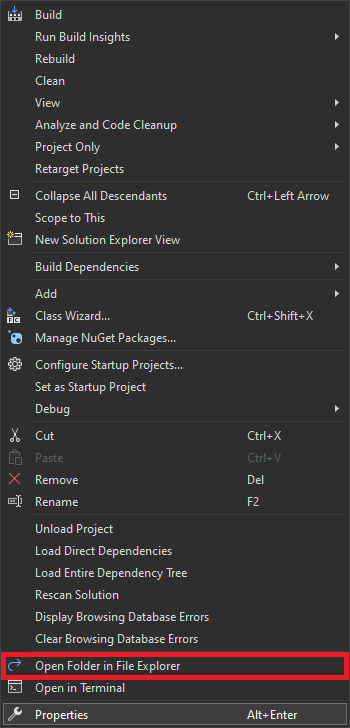 Build
Run Build Insights
Rebuild
Clean
View
Analyze and Code Cleanup
Project Only
Retarget Projects
Collapse All Descendants Ctrl+Left Arrow
Scope to This
New Solution Explorer View
Build Dependencies
Add
Class Wizard... Ctrl+Shift+X
Manage NuGet Packages...
Configure Startup Projects...
Set as Startup Project
Debug
Cut Ctrl+X
Paste Ctrl+V
Remove Del
Rename F2
Unload Project
Load Direct Dependencies
Load Entire Dependency Tree
Rescan Solution
Display Browsing Database Errors
Clear Browsing Database Errors
Open Folder in File Explorer
Open in Terminal
Properties Alt+Enter